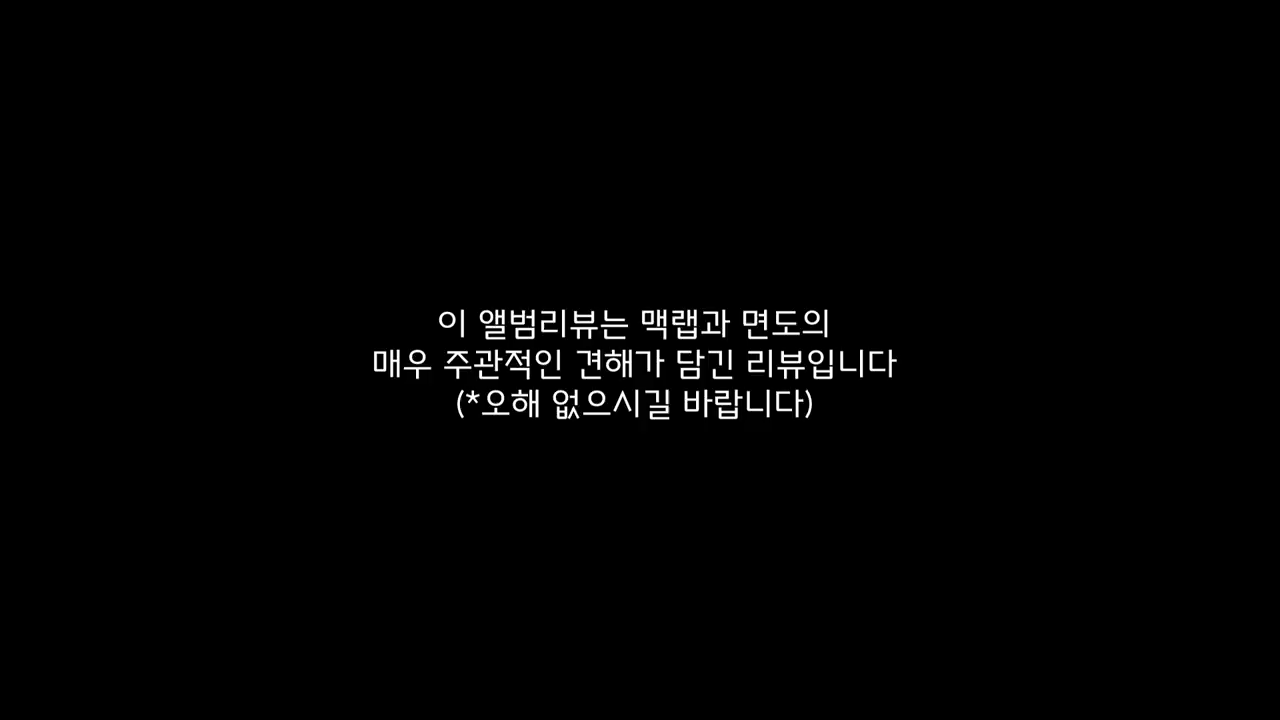 이 앨범리뷰는 맥랩과 면도의
매우 주관적인 견해가 담긴 리뷰입니다
(*오해 없으시길 바랍니다)